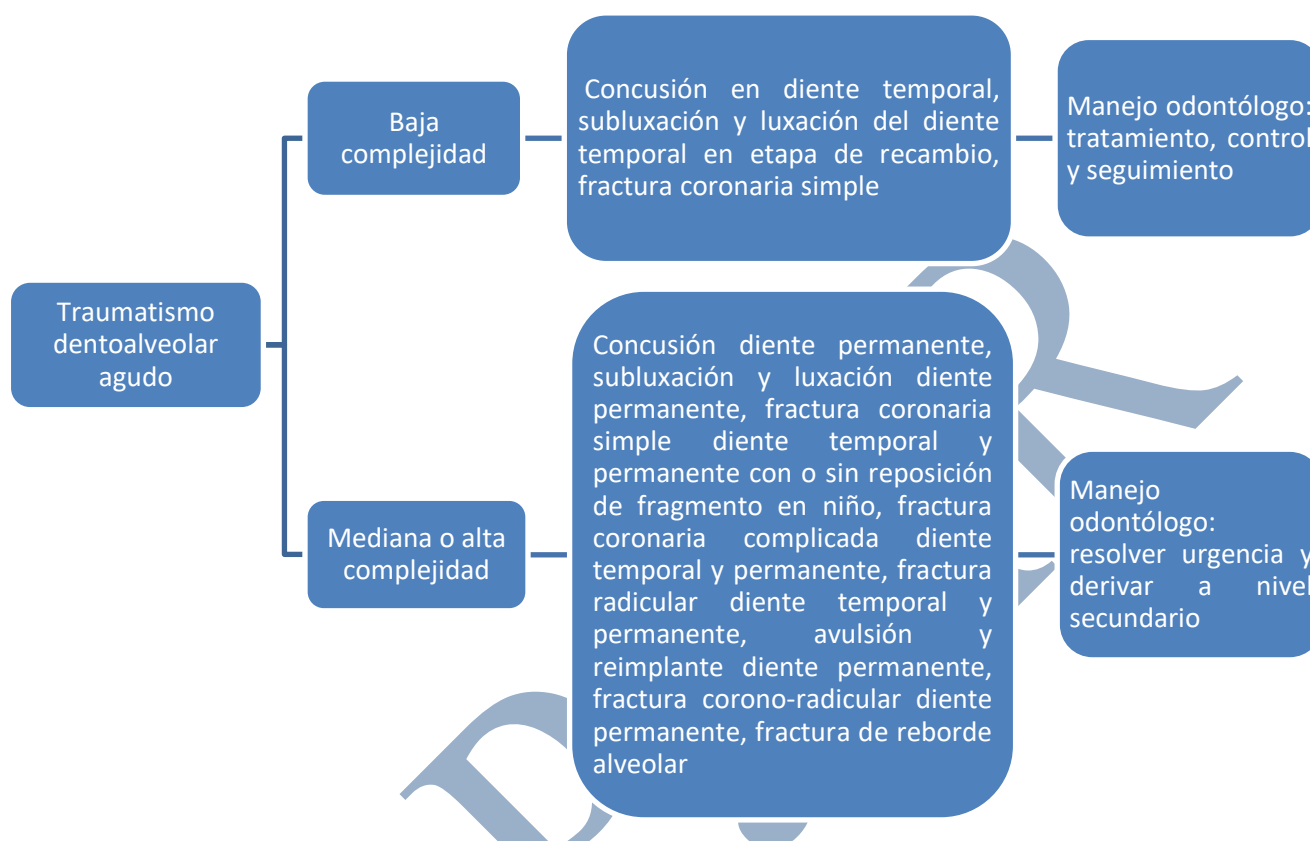 Traumatismo
dentoalveolar
agudo
Baja
complejidad
Concusión en diente temporal,
subluxación y luxación del diente
temporal en etapa de recambio,
fractura coronaria simple
Manejo odontólogo:
tratamiento, control
y seguimiento
Mediana o alta
complejidad
Concusión diente permanente,
subluxación y luxación diente
permanente, fractura coronaria
simple diente temporal y
permanente con o sin reposición
de fragmento en niño, fractura
coronaria complicada diente
temporal y permanente, fractura
radicular diente temporal y
permanente, avulsión y
reimplante diente permanente,
fractura corono-radicular diente
permanente, fractura de reborde
alveolar
Manejo
odontólogo:
resolver urgencia y
derivar a nivel
secundario